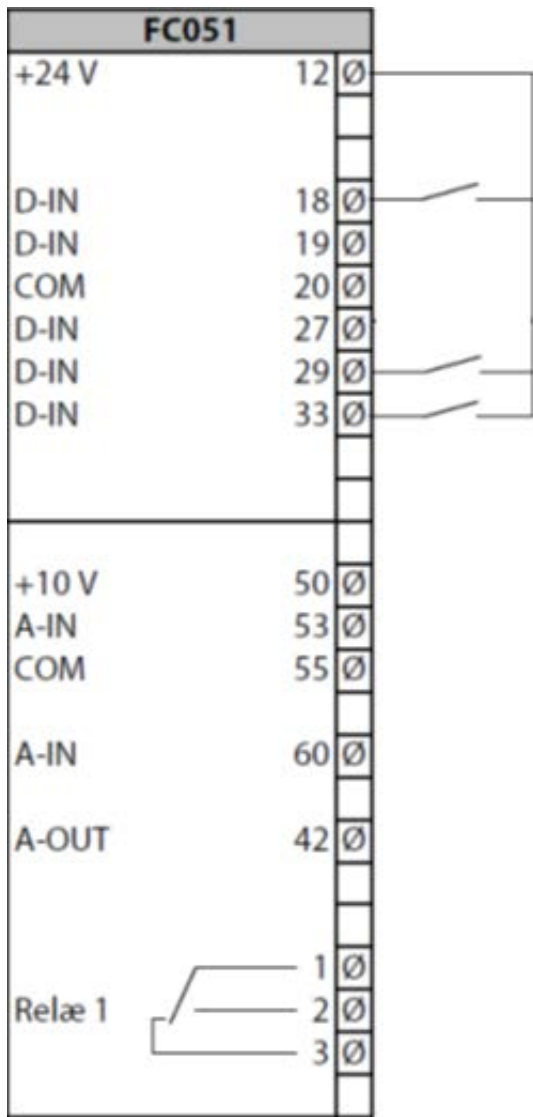 FC051
+24 V 12
D-IN 18
D-IN 19
COM 20
D-IN 27
D-IN 29
D-IN 33
+10 V 50
A-IN 53
COM 55
A-IN 60
A-OUT 42
1
Relæ 1 2
3